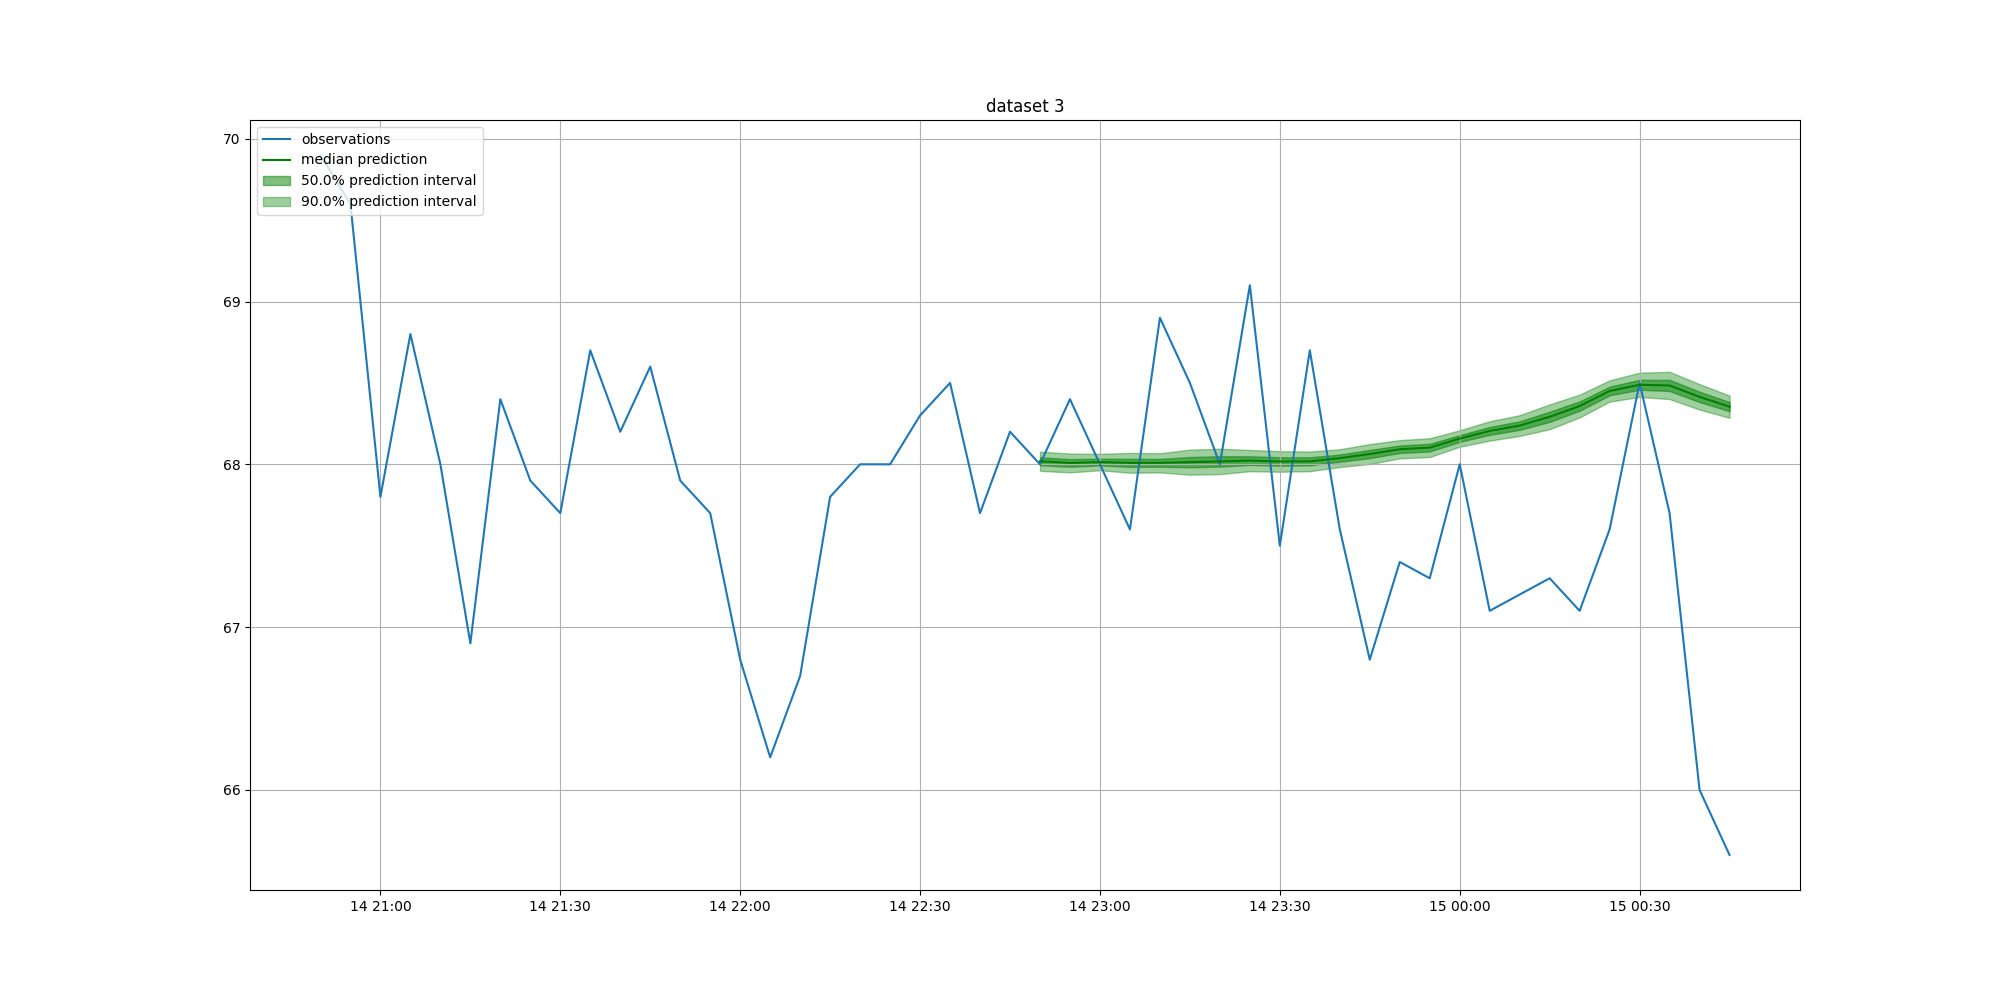 dataset 3
70
69
68
67
66
observations
median prediction
50.0% prediction interval
90.0% prediction interval
14 21:00
14 21:30
14 22:00
14 22:30
14 23:00
14 23:30
15 00:00
15 00:30